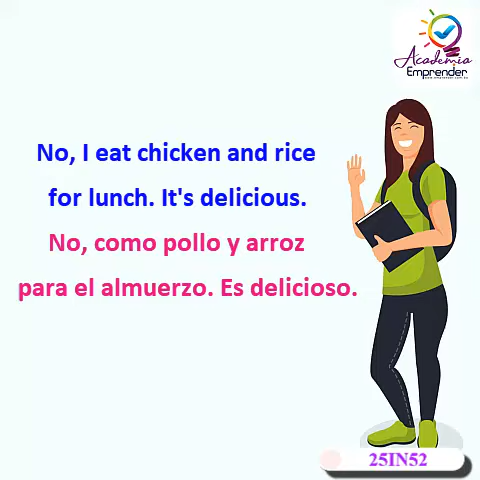 Academia
Emprender
No, I eat chicken and rice
for lunch. It's delicious.
No, como pollo y arroz
para el almuerzo. Es delicioso.
25IN52